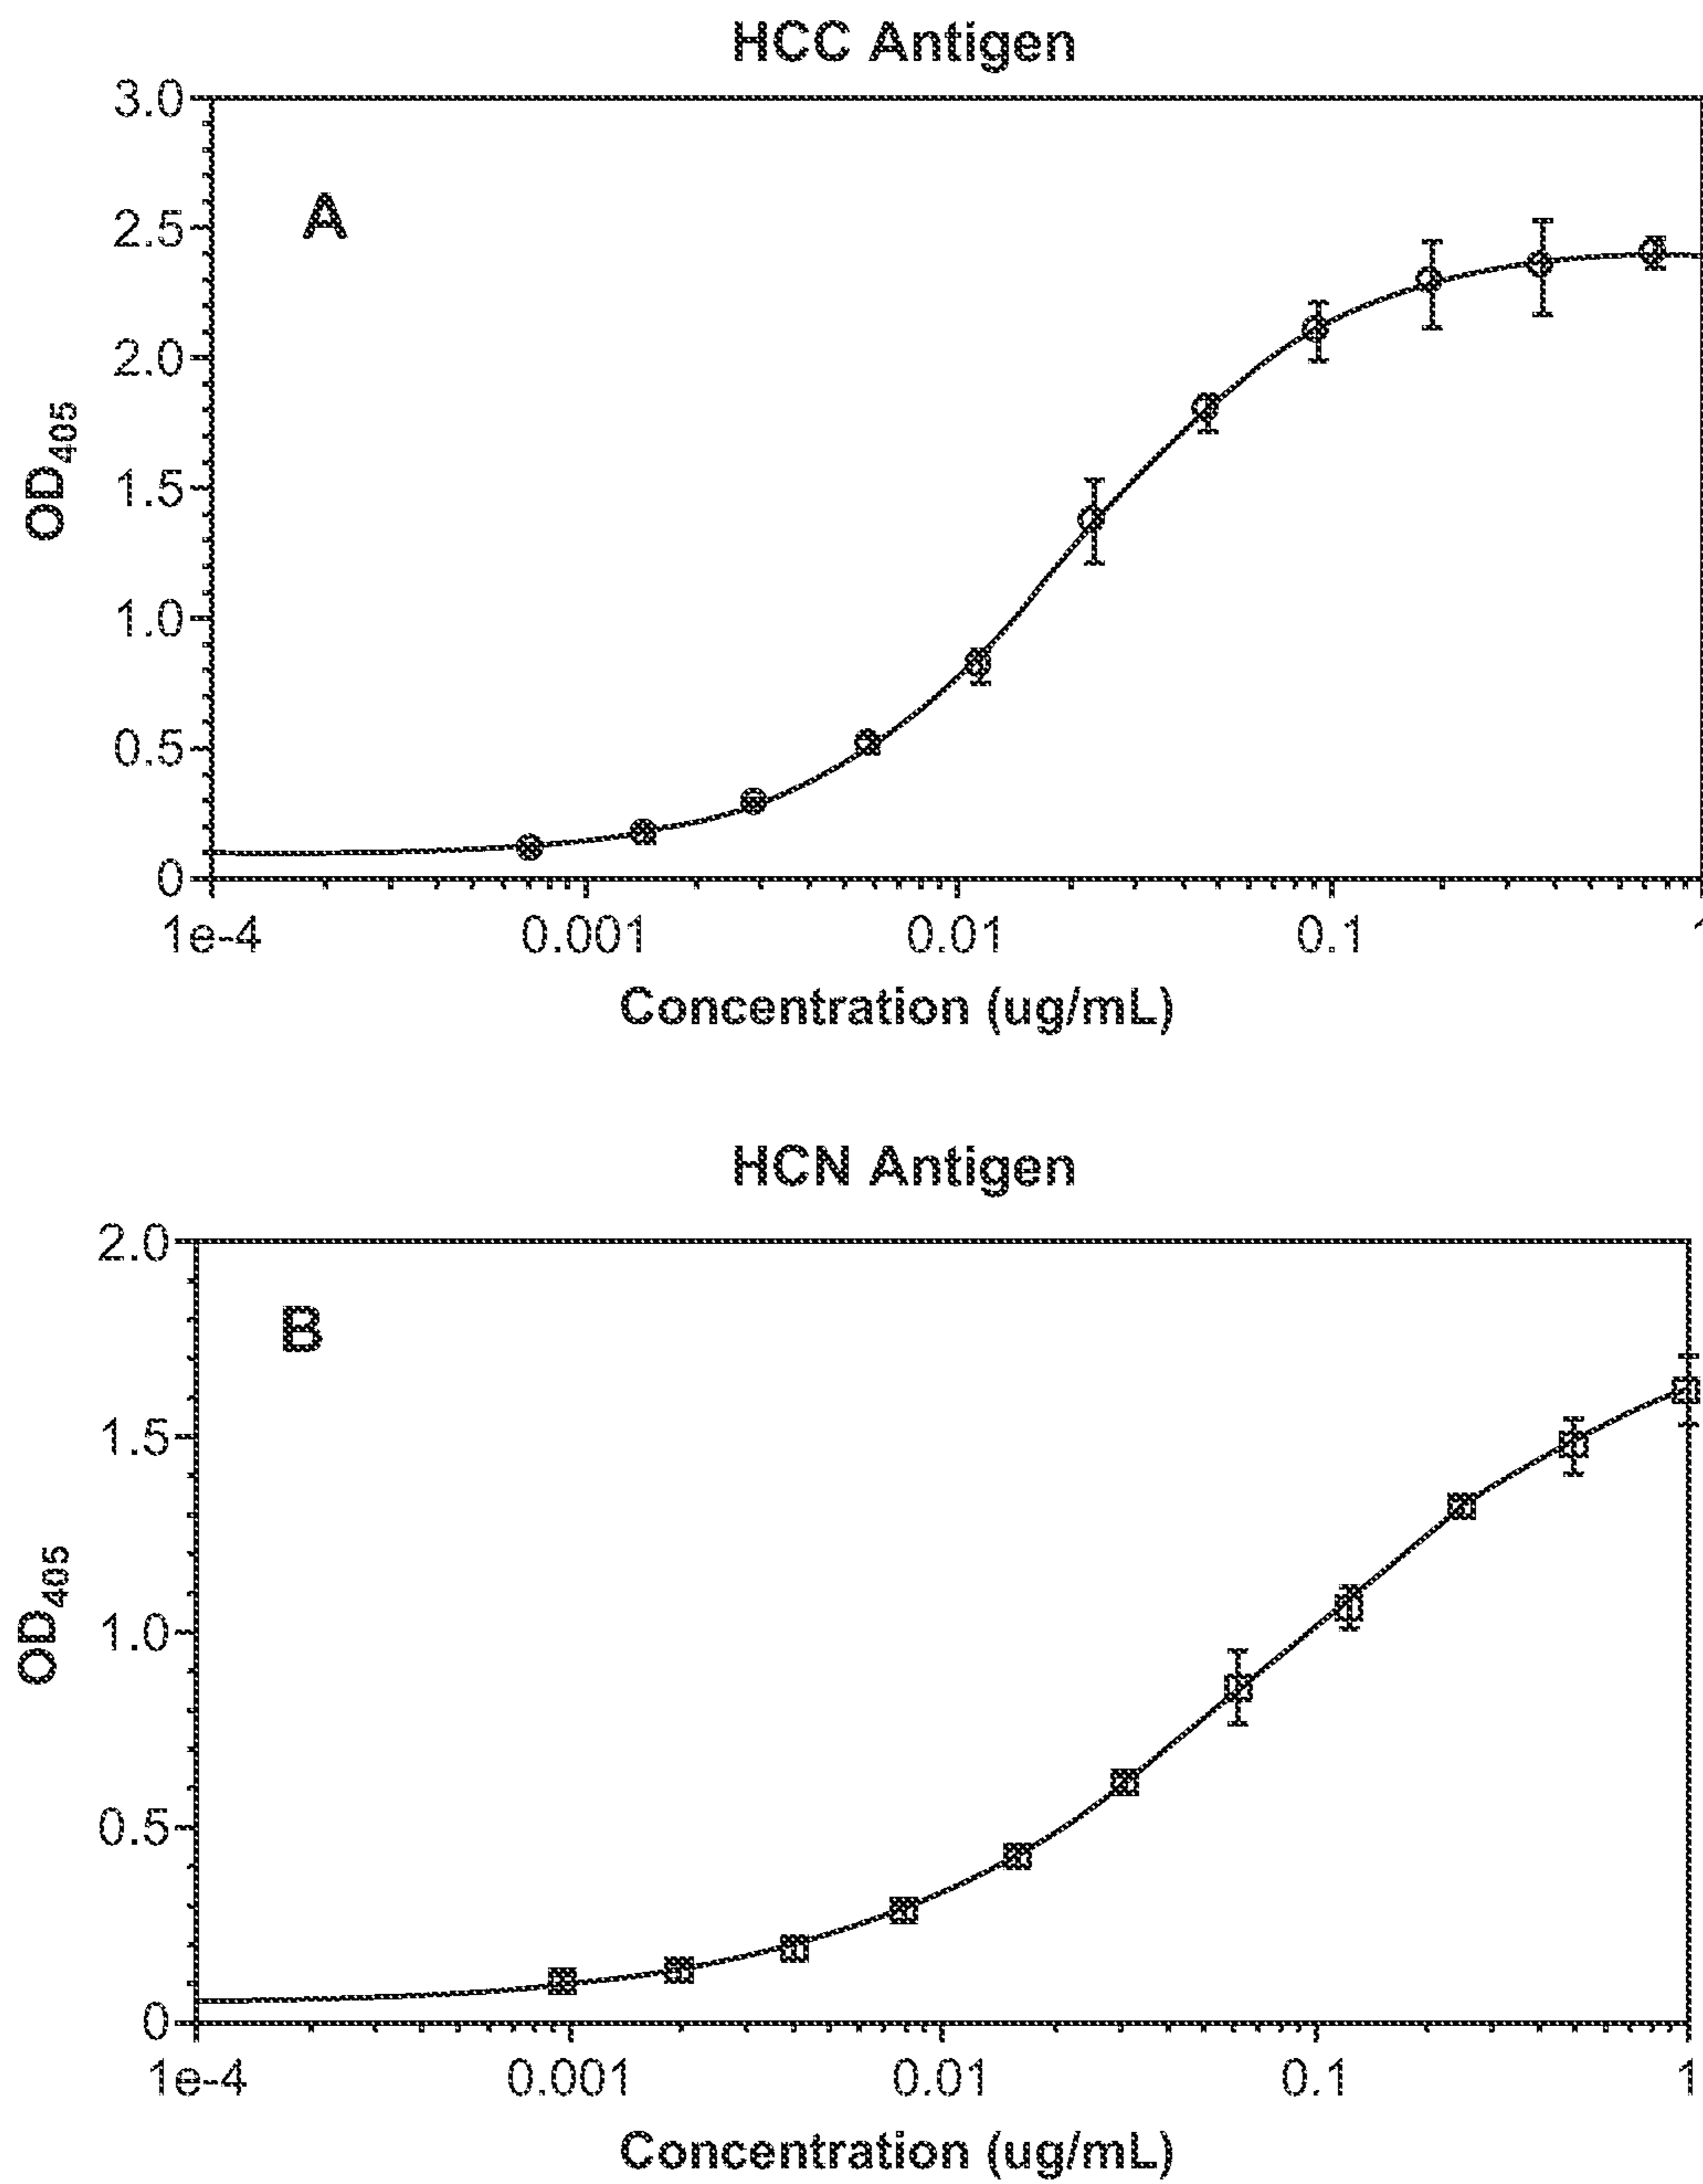 HCC Antigen
3.0
2.5
2.0
1.5
1.0
0.5
0
A
OD405
1e-4 0.001 0.01 0.1 1
Concentration (ug/mL)
HCN Antigen
2.0
1.5
1.0
0.5
0
B
OD405
1e-4 0.001 0.01 0.1 1
Concentration (ug/mL)